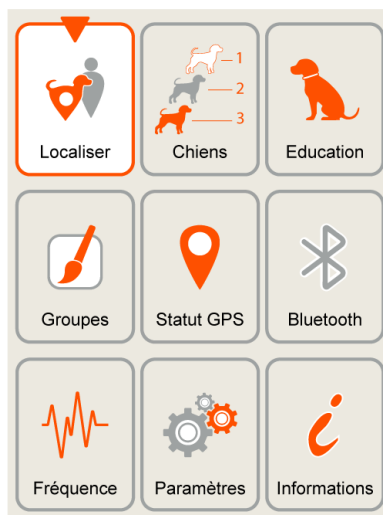 1
2
3
Localiser
Chiens
Education
Groupes
Statut GPS
Bluetooth
Fréquence
Paramètres
Informations